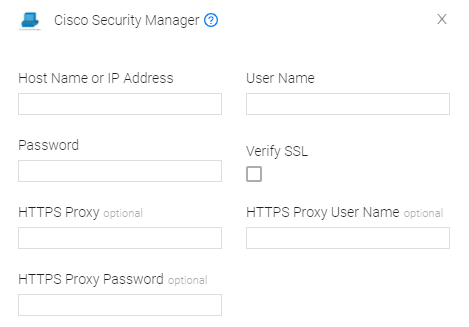 Cisco Security Manager ?
X
Host Name or IP Address
User Name
Password
Verify SSL
HTTPS Proxy optional
HTTPS Proxy User Name optional
HTTPS Proxy Password optional